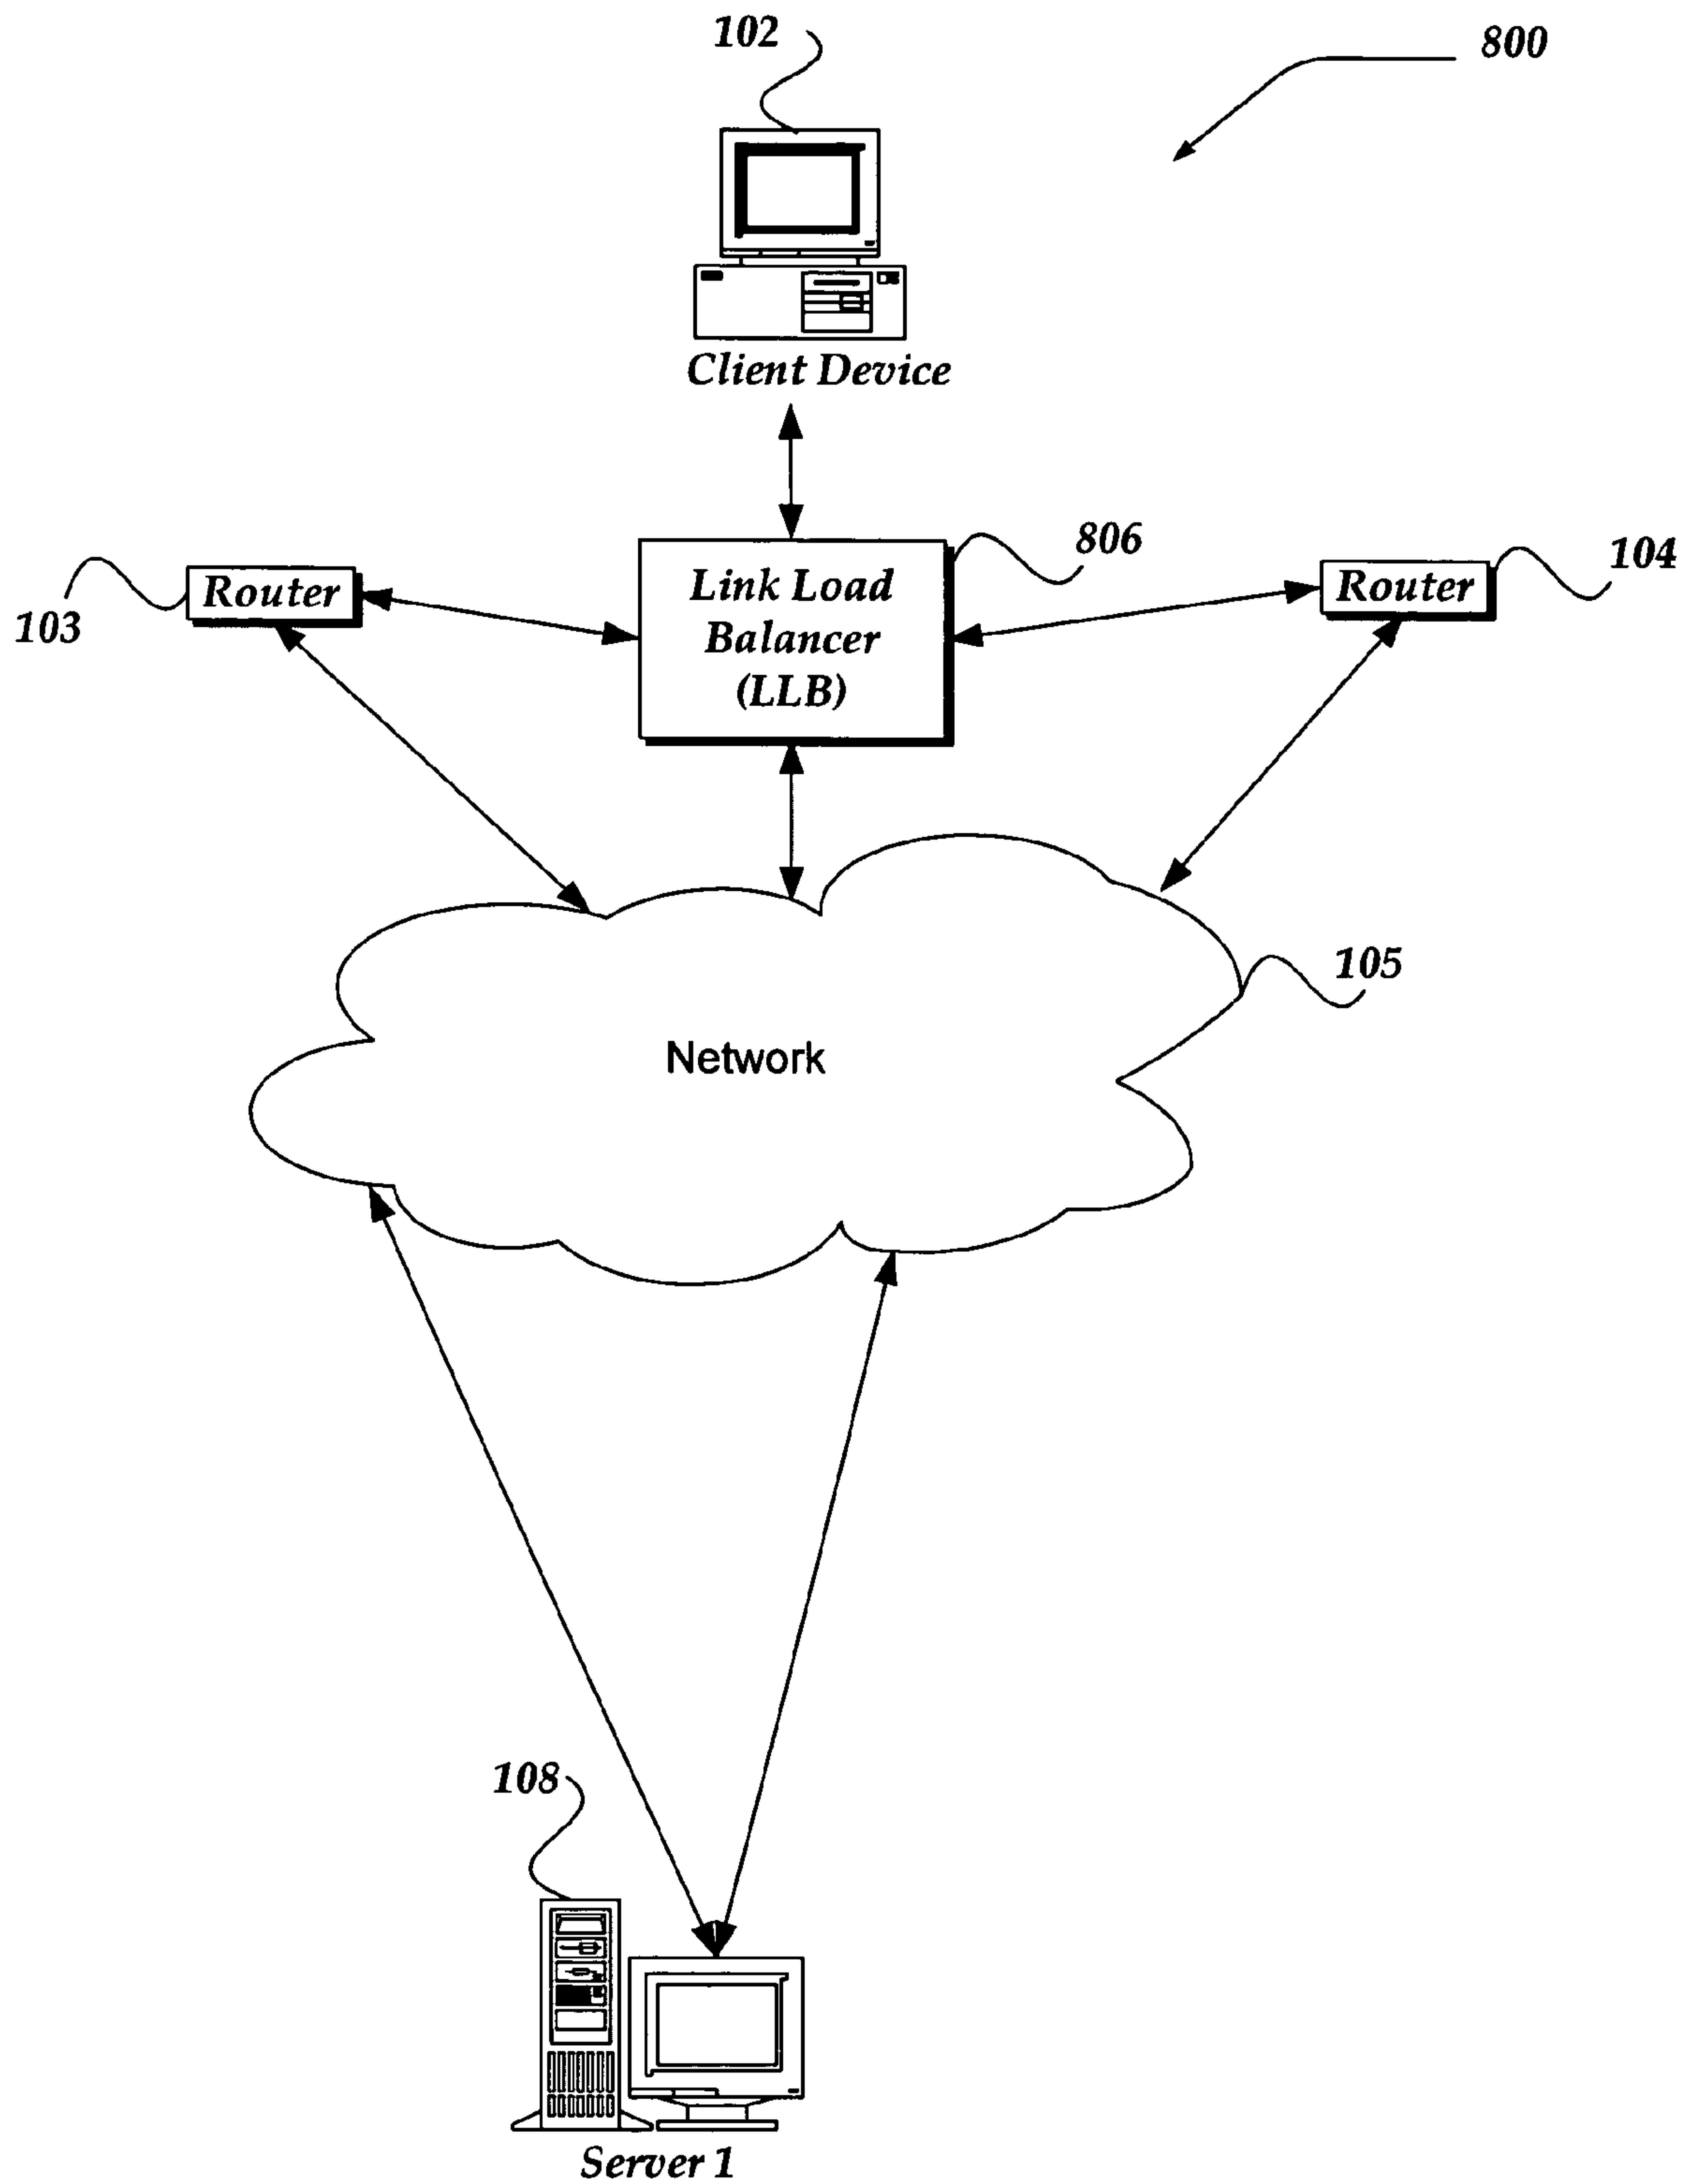 102
800
Client Device
806
104
Link Load
Balancer
(LLB)
Router
103
Router
105
Network
108
Server 1